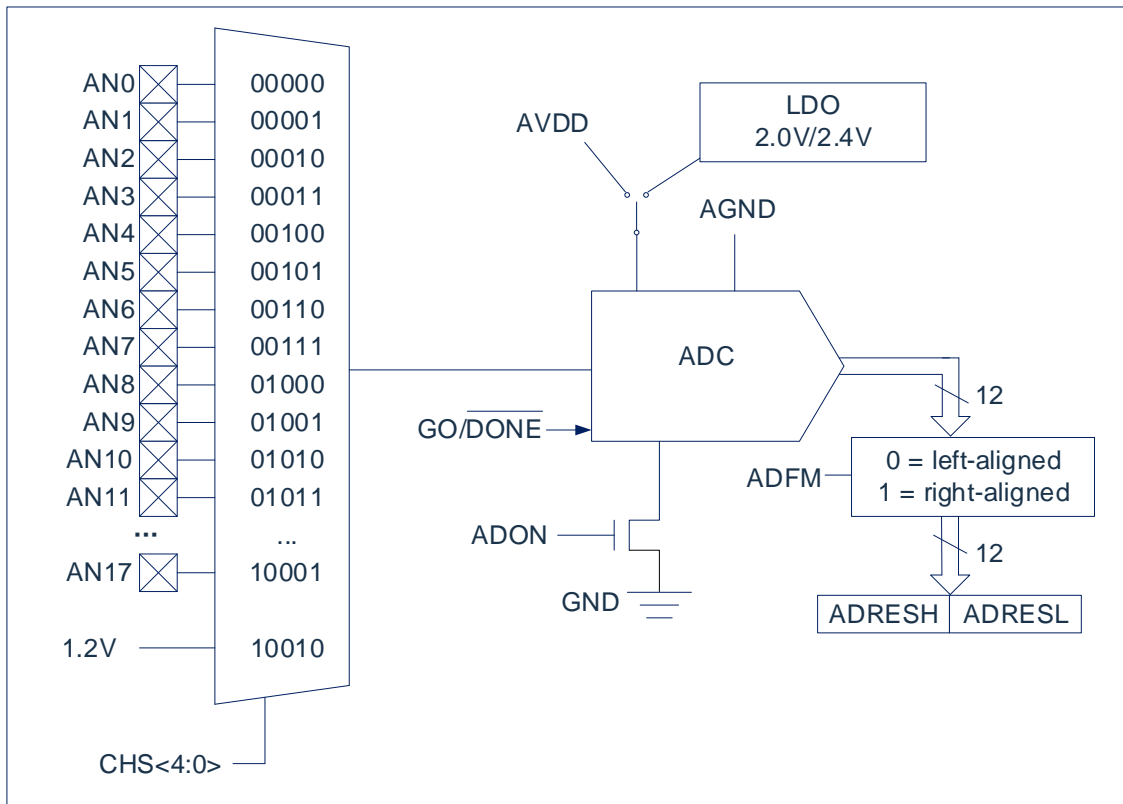 AN0 00000
AN1 00001
AN2 00010
AN3 00011
AN4 00100
AN5 00101
AN6 00110
AN7 00111
AN8 01000
AN9 01001
AN10 01010
AN11 01011
... ...
AN17 10001
1.2V 10010
CHS<4:0>
AVDD
LDO
2.0V/2.4V
AGND
ADC
GO/DONE
12
ADON
GND
ADFM
0 = left-aligned
1 = right-aligned
12
ADRESH ADRESL